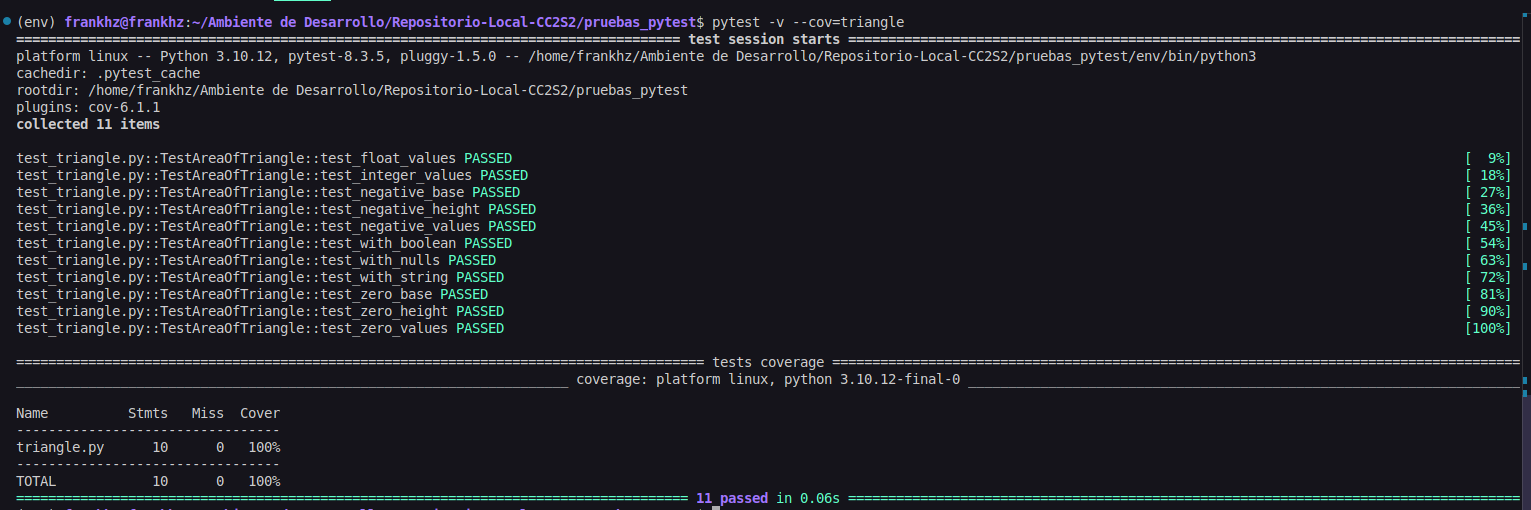 (env) frankhz@frankhz:~/Ambiente de Desarrollo/Repositorio-Local-CC2S2/pruebas_pytest$ pytest -v --cov=triangle
=================================================================================== test session starts ====================================================================================
platform linux -- Python 3.10.12, pytest-8.3.5, pluggy-1.5.0 -- /home/frankhz/Ambiente de Desarrollo/Repositorio-Local-CC2S2/pruebas_pytest/env/bin/python3
cachedir: .pytest_cache
rootdir: /home/frankhz/Ambiente de Desarrollo/Repositorio-Local-CC2S2/pruebas_pytest
plugins: cov-6.1.1
collected 11 items
test_triangle.py::TestAreaOfTriangle::test_float_values PASSED [  9%]
test_triangle.py::TestAreaOfTriangle::test_integer_values PASSED [ 18%]
test_triangle.py::TestAreaOfTriangle::test_negative_base PASSED [ 27%]
test_triangle.py::TestAreaOfTriangle::test_negative_height PASSED [ 36%]
test_triangle.py::TestAreaOfTriangle::test_negative_values PASSED [ 45%]
test_triangle.py::TestAreaOfTriangle::test_with_boolean PASSED [ 54%]
test_triangle.py::TestAreaOfTriangle::test_with_nulls PASSED [ 63%]
test_triangle.py::TestAreaOfTriangle::test_with_string PASSED [ 72%]
test_triangle.py::TestAreaOfTriangle::test_zero_base PASSED [ 81%]
test_triangle.py::TestAreaOfTriangle::test_zero_height PASSED [ 90%]
test_triangle.py::TestAreaOfTriangle::test_zero_values PASSED [100%]
====================================================================================== tests coverage ======================================================================================
_____________________________________________________________________ coverage: platform linux, python 3.10.12-final-0 _____________________________________________________________________
Name          Stmts   Miss  Cover
---------------------------------
triangle.py      10      0   100%
---------------------------------
TOTAL            10      0   100%
==================================================================================== 11 passed in 0.06s ====================================================================================